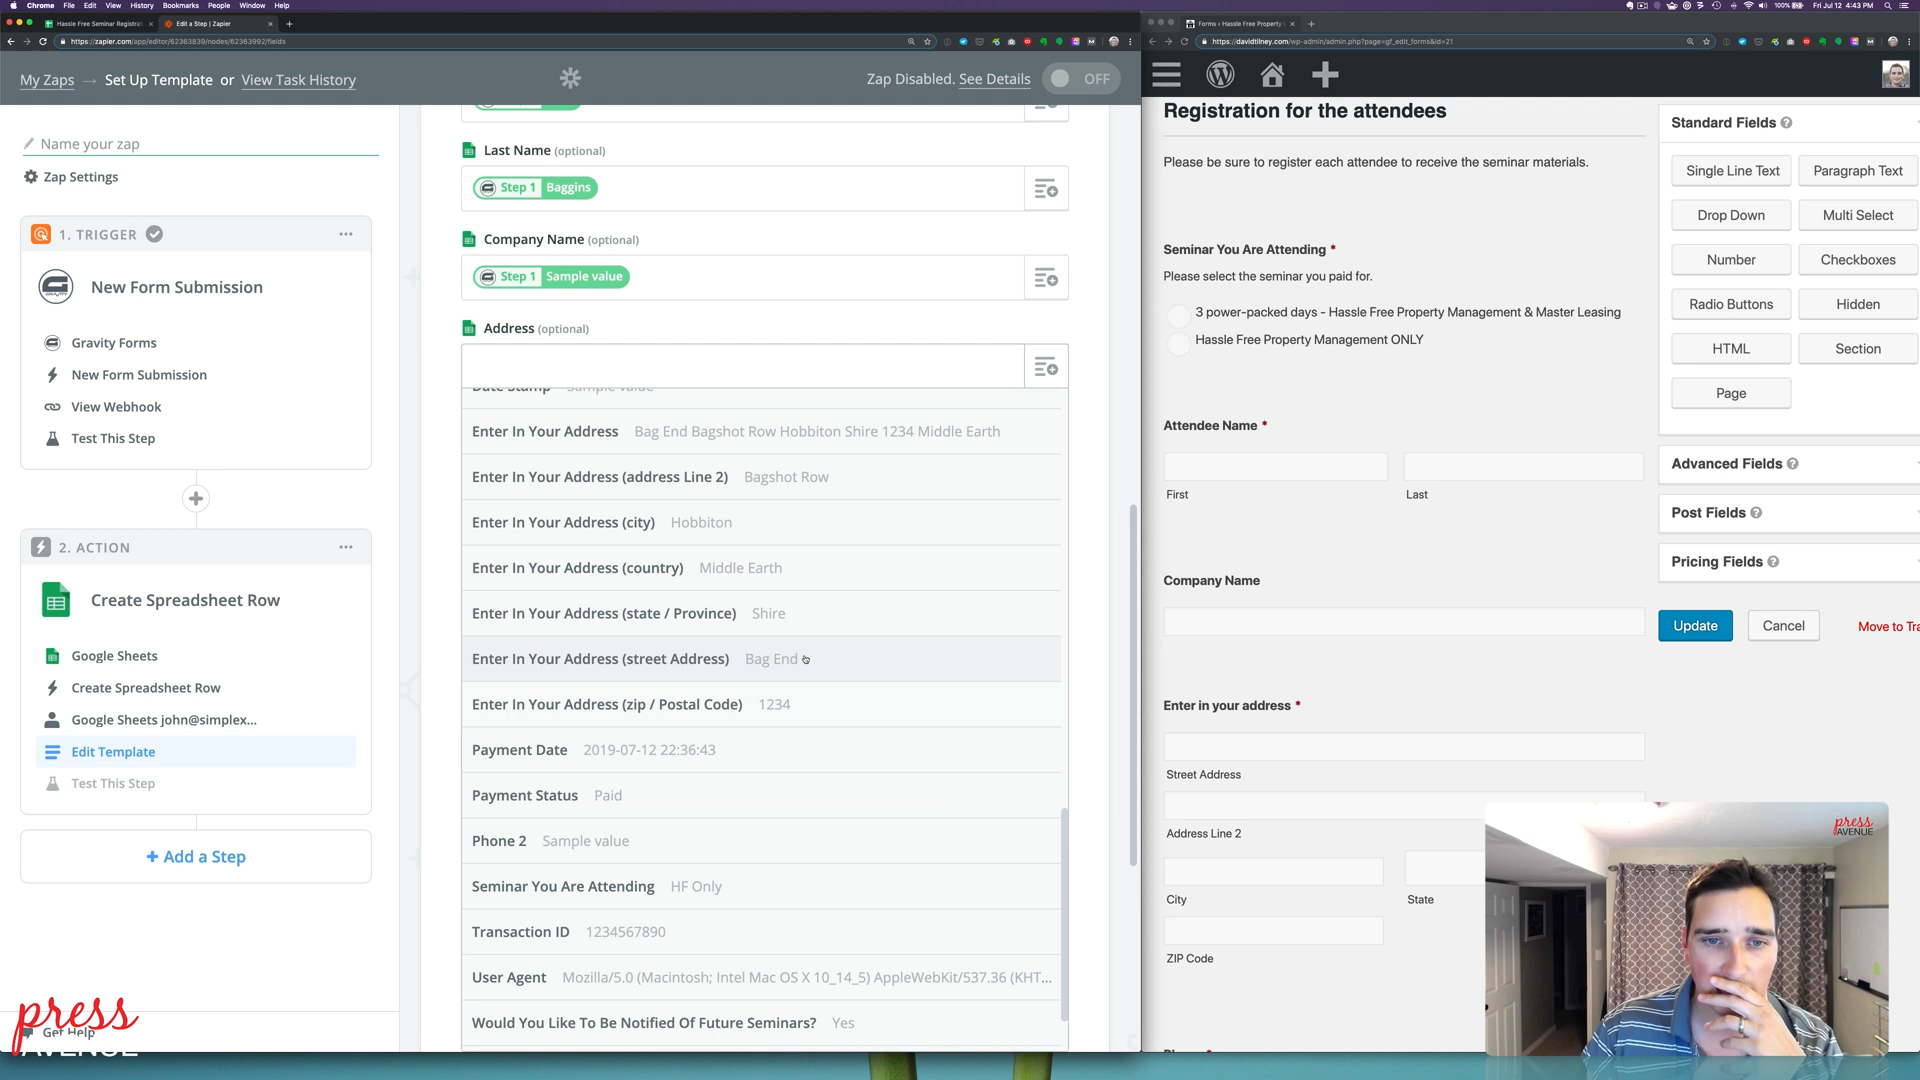 Chrome File Edit View History Bookmarks People Window Help
100% Fri Jul 12 4:43 PM
Hassle Free Seminar Registrat
Edit a Step | Zapier
https://zapier.com/app/editor/62363839/nodes/62363992/fields
My Zaps → Set Up Template or View Task History
Zap Disabled. See Details OFF
Name your zap
Zap Settings
1. TRIGGER
New Form Submission
Gravity Forms
New Form Submission
View Webhook
Test This Step
2. ACTION
Create Spreadsheet Row
Google Sheets
Create Spreadsheet Row
Google Sheets john@simplex...
Edit Template
Test This Step
+ Add a Step
Get Help
press
AVENUE
Last Name (optional)
Step 1 Baggins
Company Name (optional)
Step 1 Sample value
Address (optional)
Date Stamp Sample value
Enter In Your Address Bag End Bagshot Row Hobbiton Shire 1234 Middle Earth
Enter In Your Address (address Line 2) Bagshot Row
Enter In Your Address (city) Hobbiton
Enter In Your Address (country) Middle Earth
Enter In Your Address (state / Province) Shire
Enter In Your Address (street Address) Bag End
Enter In Your Address (zip / Postal Code) 1234
Payment Date 2019-07-12 22:36:43
Payment Status Paid
Phone 2 Sample value
Seminar You Are Attending HF Only
Transaction ID 1234567890
User Agent Mozilla/5.0 (Macintosh; Intel Mac OS X 10_14_5) AppleWebKit/537.36 (KHT...
Would You Like To Be Notified Of Future Seminars? Yes
Forms ‹ Hassle Free Property
https://davidtilney.com/wp-admin/admin.php?page=gf_edit_forms&id=21
Registration for the attendees
Please be sure to register each attendee to receive the seminar materials.
Seminar You Are Attending *
Please select the seminar you paid for.
3 power-packed days - Hassle Free Property Management & Master Leasing
Hassle Free Property Management ONLY
Attendee Name *
First
Last
Company Name
Enter in your address *
Street Address
Address Line 2
City
State
ZIP Code
Standard Fields
Single Line Text
Paragraph Text
Drop Down
Multi Select
Number
Checkboxes
Radio Buttons
Hidden
HTML
Section
Page
Advanced Fields
Post Fields
Pricing Fields
Update
Cancel
Move to Tra
press
AVENUE